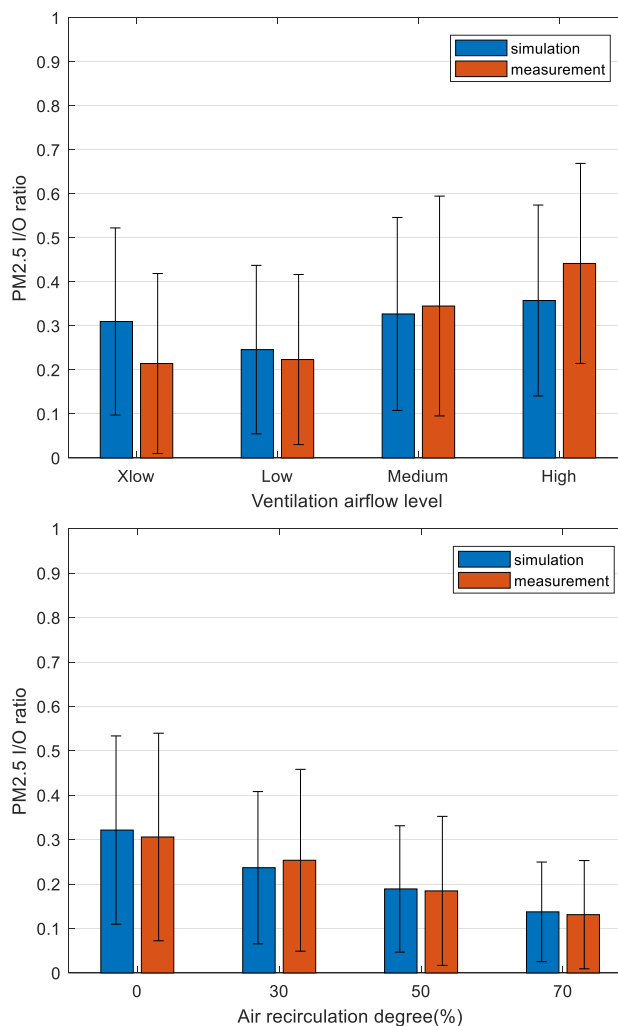 1
0.9
0.8
0.7
0.6
0.5
0.4
0.3
0.2
0.1
0
PM2.5 I/O ratio
simulation
measurement
Xlow Low Medium High
Ventilation airflow level
1
0.9
0.8
0.7
0.6
0.5
0.4
0.3
0.2
0.1
0
PM2.5 I/O ratio
simulation
measurement
0 30 50 70
Air recirculation degree(%)